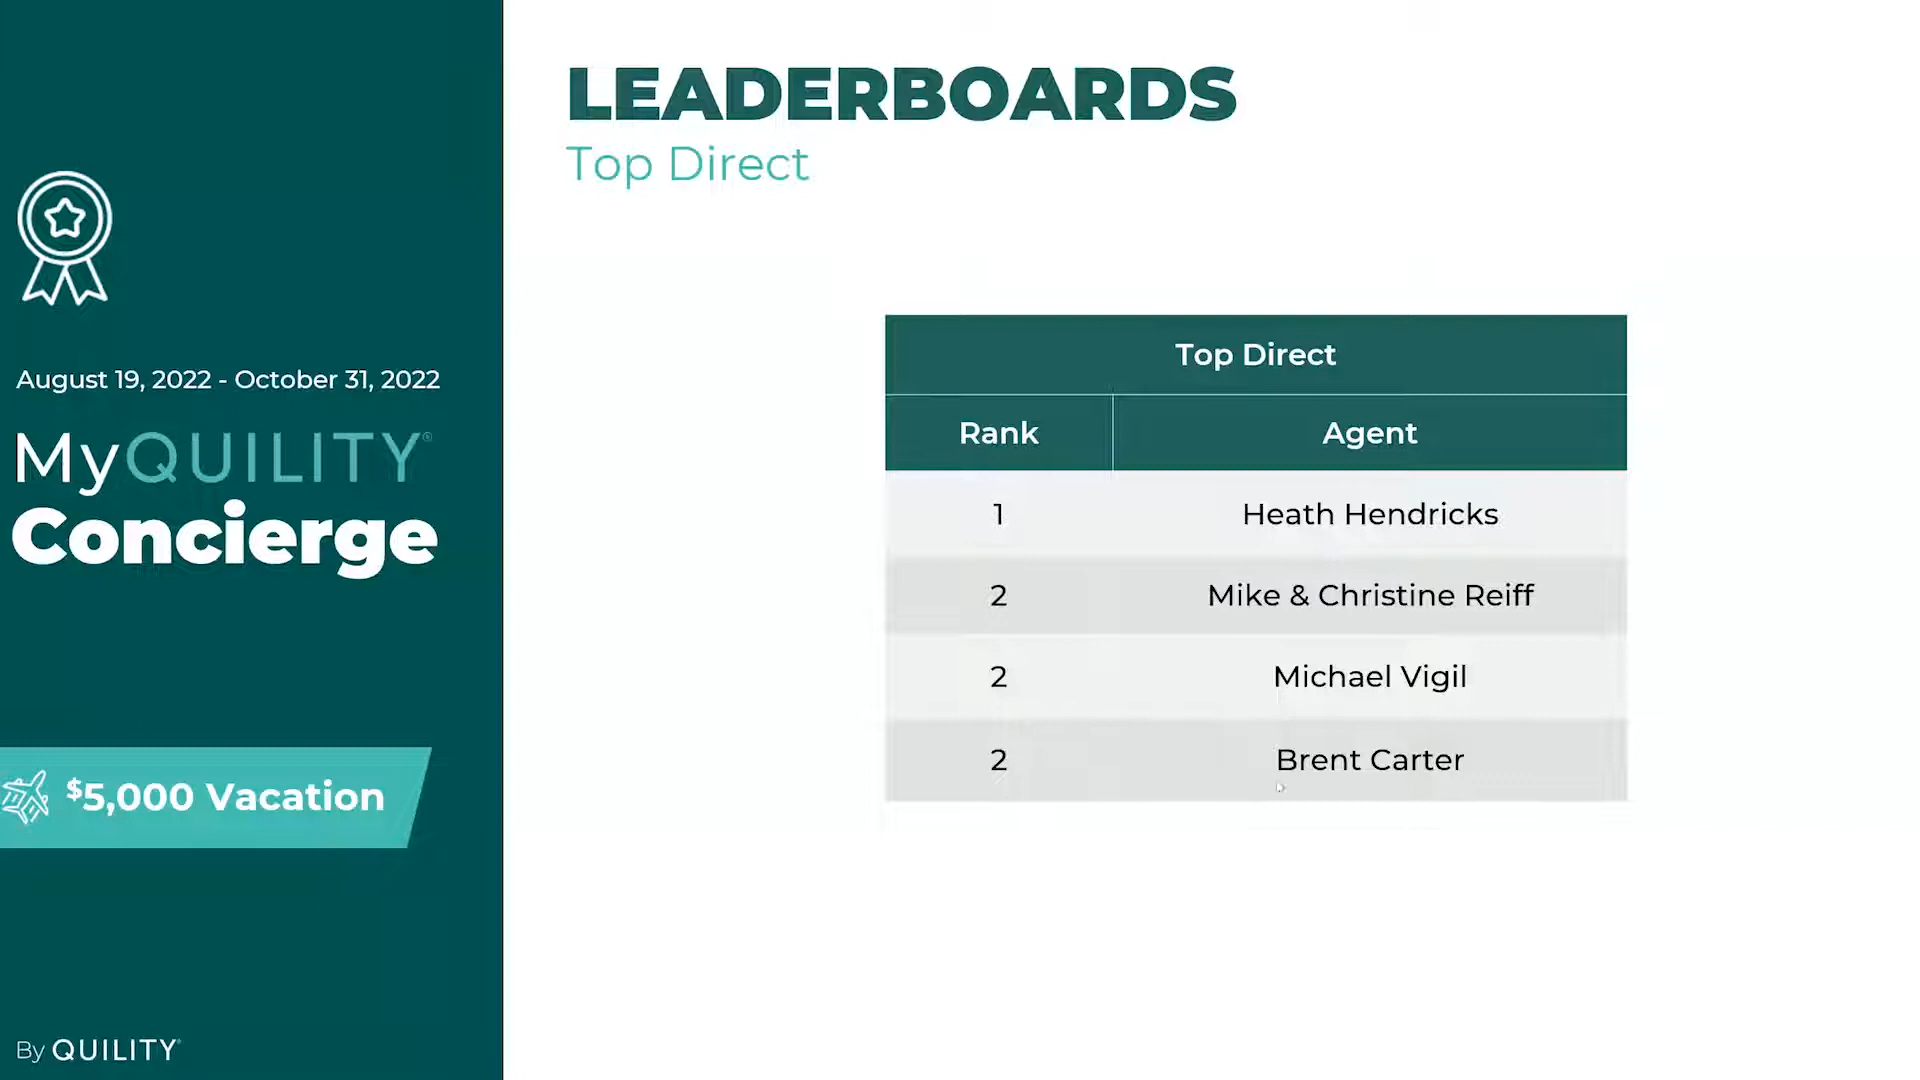 August 19, 2022 - October 31, 2022
MyQUILITY®
Concierge
$5,000 Vacation
By QUILITY®
LEADERBOARDS
Top Direct
Top Direct
Rank Agent
1 Heath Hendricks
2 Mike & Christine Reiff
2 Michael Vigil
2 Brent Carter